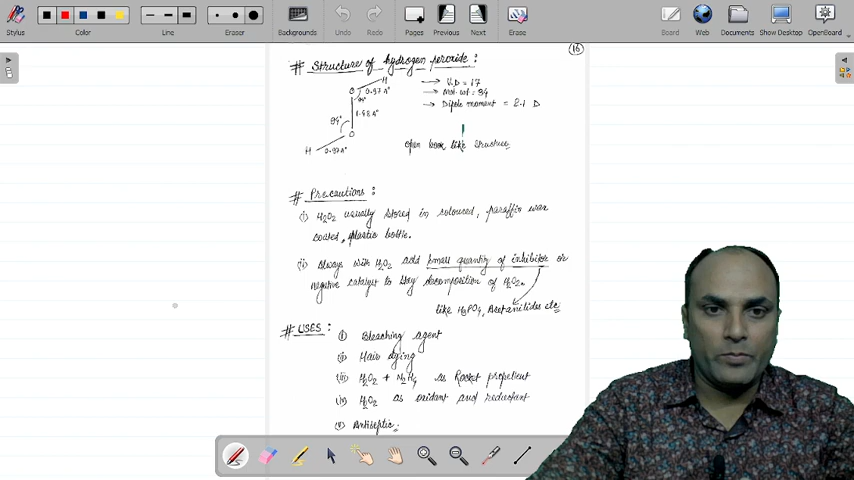 Stylus
Line
Eraser
Backgrounds
Undo
Redo
Pages
Previous
Next
Erase
Board
Web
Documents
Show Desktop
OpenBoard
16
# Structure of hydrogen peroxide :
H
O 0.97 A°
94°
1.48 A°
94°
O
H 0.97 A°
→ V.D = 17
→ Mol. wt = 34
→ Dipole moment = 2.1 D
open book like structure
# Precautions :
(i) H2O2 usually stored in coloured, paraffin wax
coated, plastic bottle.
(ii) Always with H2O2 add small quantity of inhibitor or
negative catalyst to stop decomposition of H2O2.
like H3PO4, Acetanilides etc
# USES :
(i) Bleaching agent
(ii) Hair dying
(iii) H2O2 + N2H4 as Rocket propellent
(iv) H2O2 as oxidant and reductant
(v) Antiseptic.